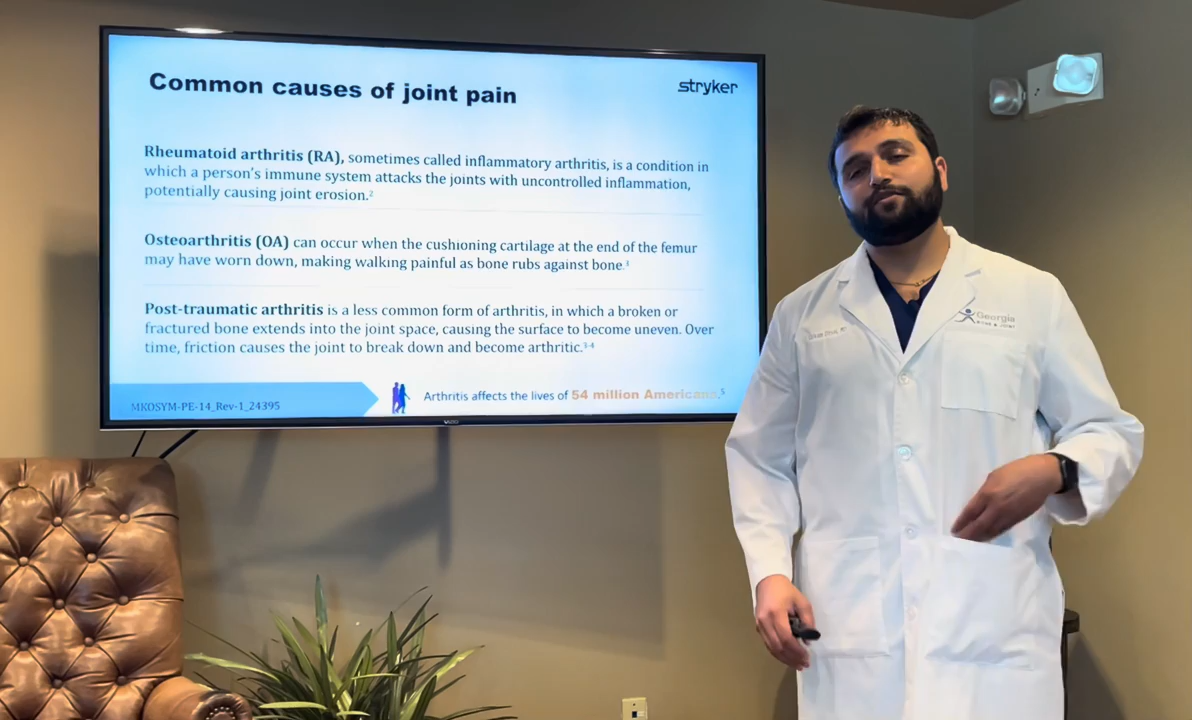 Common causes of joint pain
stryker
Rheumatoid arthritis (RA), sometimes called inflammatory arthritis, is a condition in
which a person's immune system attacks the joints with uncontrolled inflammation,
potentially causing joint erosion.2
Osteoarthritis (OA) can occur when the cushioning cartilage at the end of the femur
may have worn down, making walking painful as bone rubs against bone.1
Post-traumatic arthritis is a less common form of arthritis, in which a broken or
fractured bone extends into the joint space, causing the surface to become uneven. Over
time, friction causes the joint to break down and become arthritic.3-4
MKOSYM-PE-14_Rev-1_24395
Arthritis affects the lives of 54 million Americans.5
Georgia
BONE & JOINT